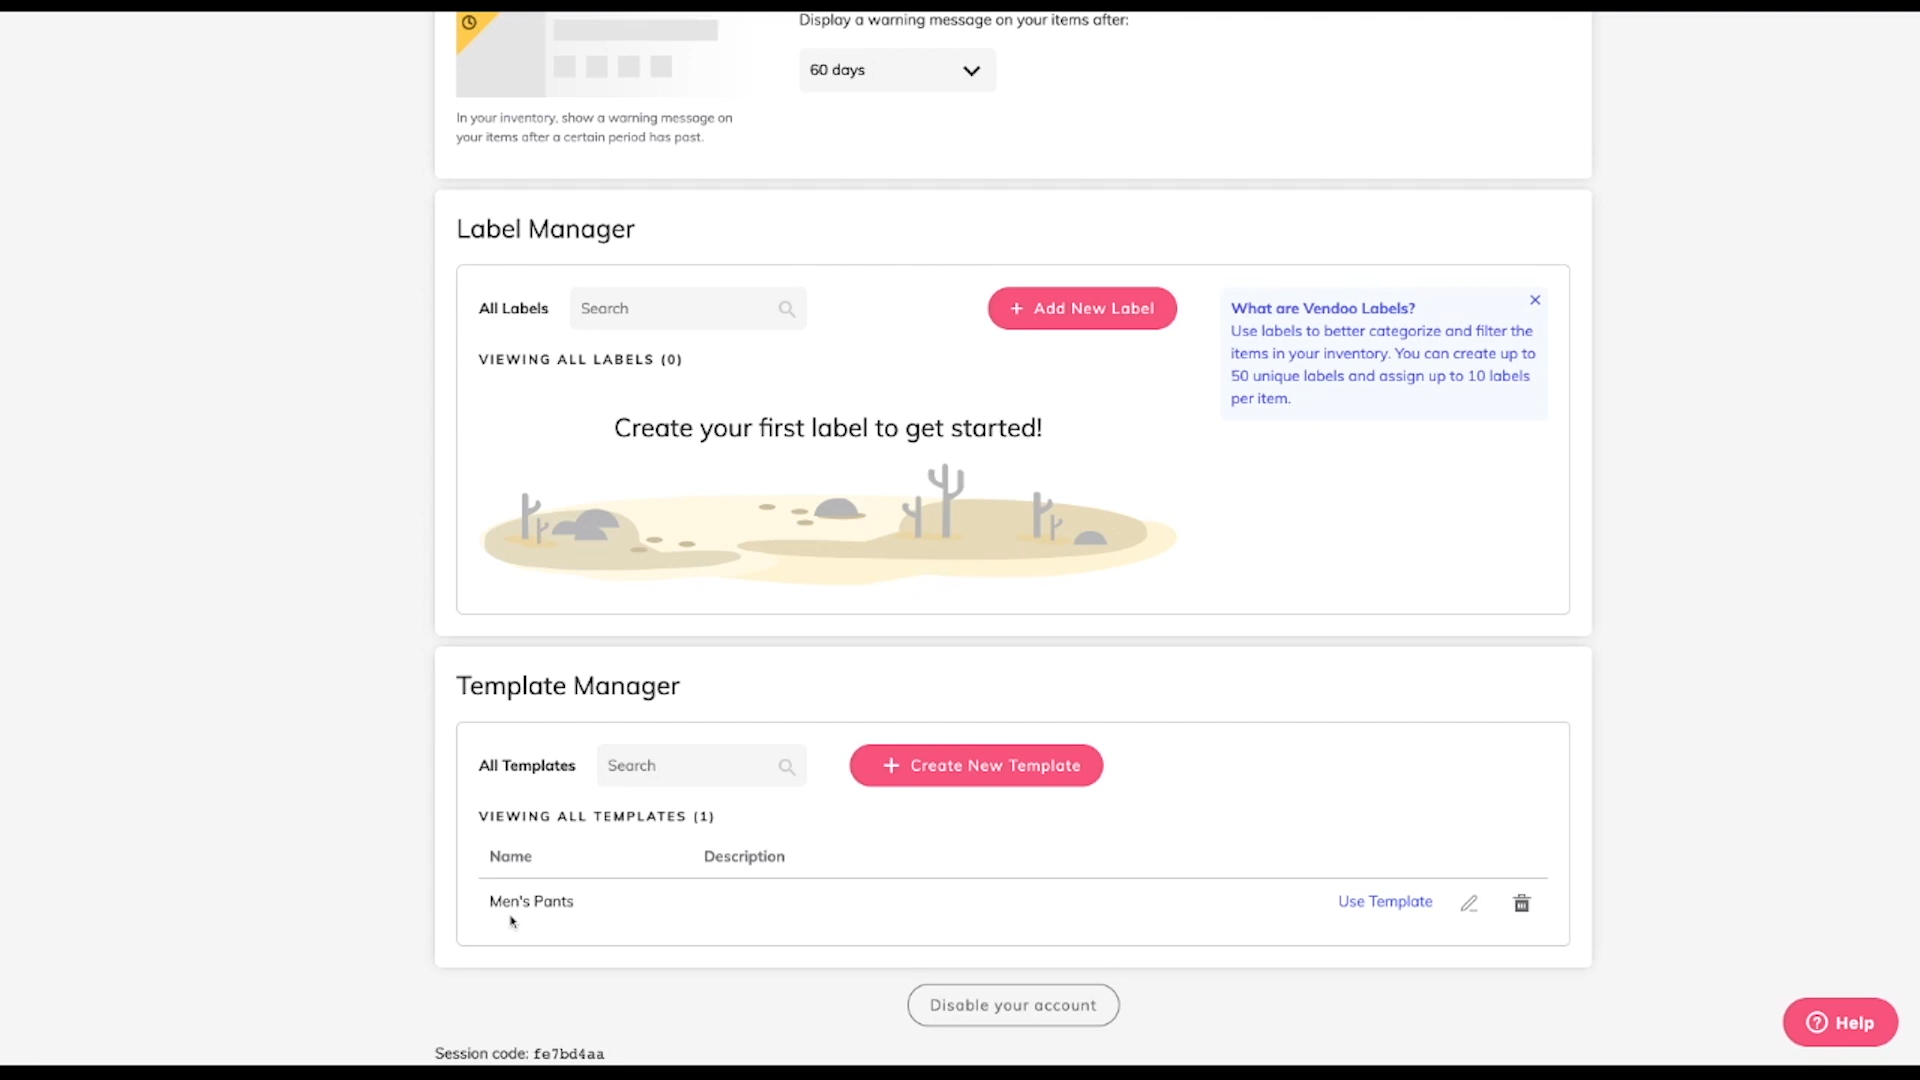 Display a warning message on your items after:
60 days
In your inventory, show a warning message on
your items after a certain period has past.
Label Manager
All Labels
Search
+ Add New Label
What are Vendoo Labels?
Use labels to better categorize and filter the
items in your inventory. You can create up to
50 unique labels and assign up to 10 labels
per item.
VIEWING ALL LABELS (0)
Create your first label to get started!
Template Manager
All Templates
Search
+ Create New Template
VIEWING ALL TEMPLATES (1)
Name
Description
Men's Pants
Use Template
Disable your account
Help
Session code: fe7bd4aa